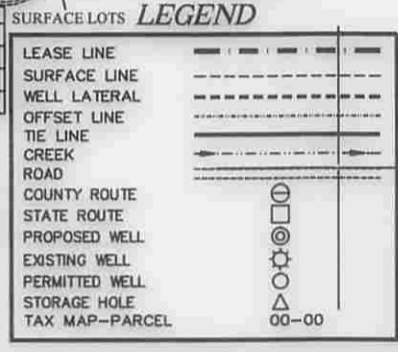 SURFACE LOTS LEGEND
LEASE LINE
SURFACE LINE
WELL LATERAL
OFFSET LINE
TIE LINE
CREEK
ROAD
COUNTY ROUTE
STATE ROUTE
PROPOSED WELL
EXISTING WELL
PERMITTED WELL
STORAGE HOLE
TAX MAP-PARCEL 00-00